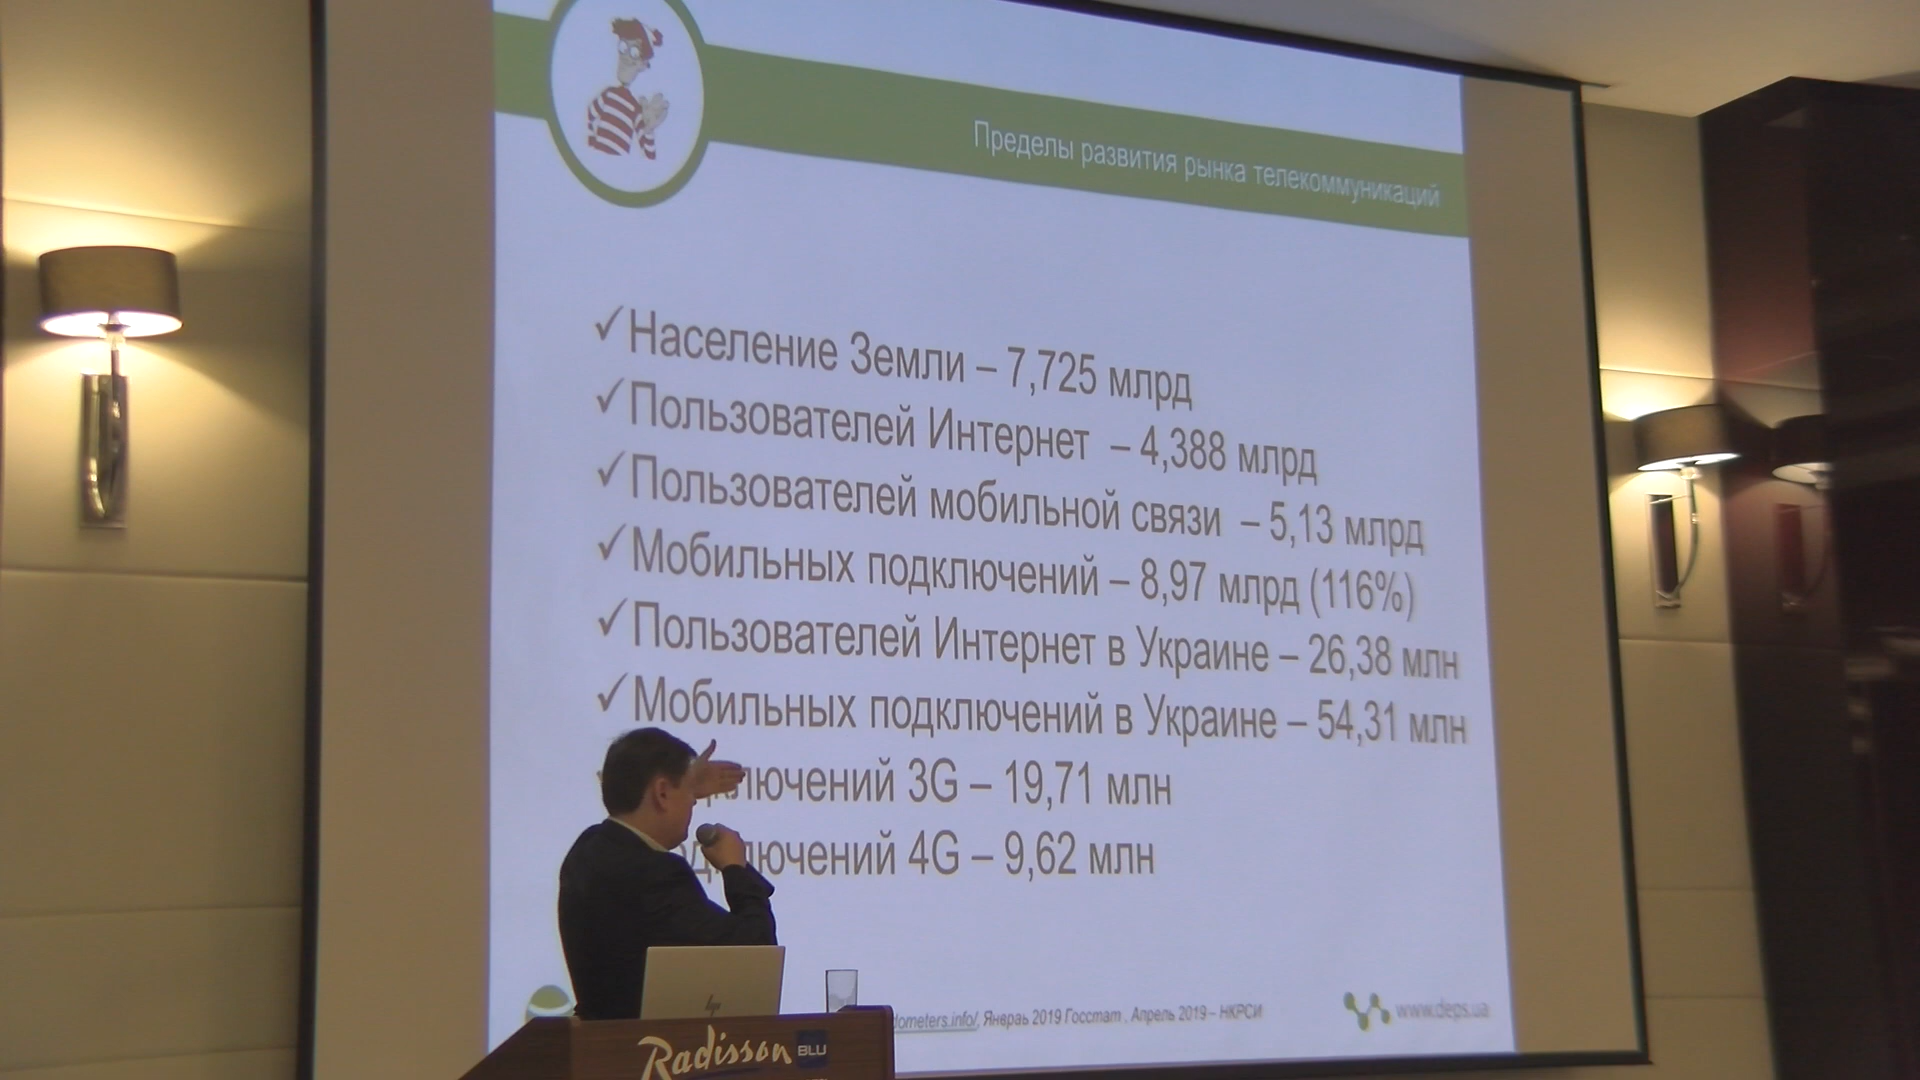 Пределы развития рынка телекоммуникаций
✓Население Земли – 7,725 млрд
✓Пользователей Интернет – 4,388 млрд
✓Пользователей мобильной связи – 5,13 млрд
✓Мобильных подключений – 8,97 млрд (116%)
✓Пользователей Интернет в Украине – 26,38 млн
✓Мобильных подключений в Украине – 54,31 млн
ключений 3G – 19,71 млн
ключений 4G – 9,62 млн
dometers.info/, Янвраь 2019 Госстат , Апрель 2019 – НКРСИ
www.deps.ua
hp
Radisson BLU